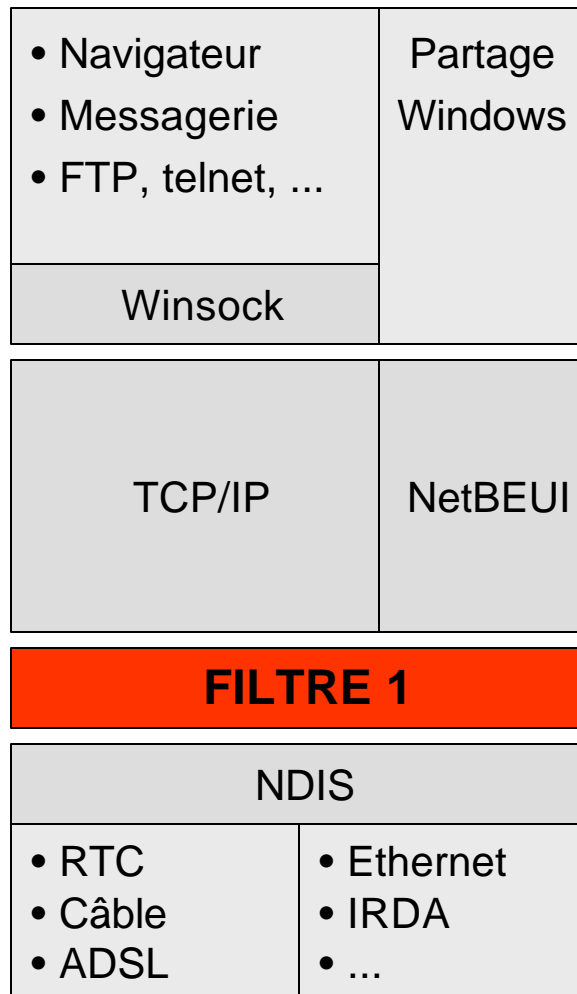 • Navigateur
• Messagerie
• FTP, telnet, ...
Winsock
Partage
Windows
TCP/IP
NetBEUI
FILTRE 1
NDIS
• RTC
• Câble
• ADSL
• Ethernet
• IRDA
• ...